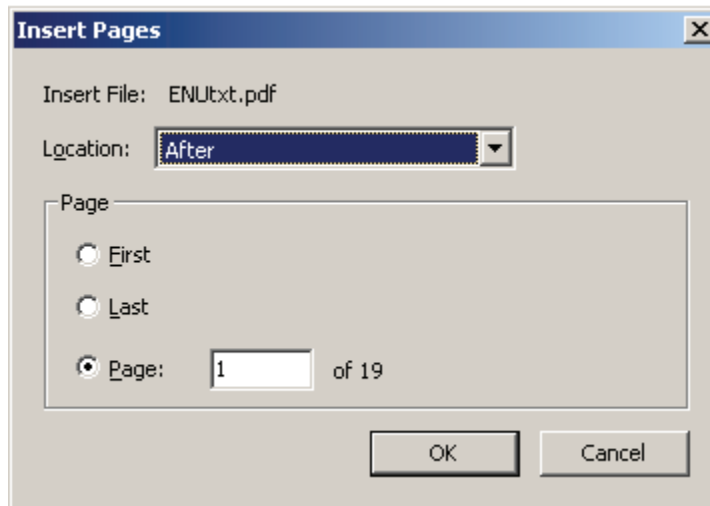 Insert Pages
Insert File: ENUtxt.pdf
Location: After
Page
First
Last
Page: 1 of 19
OK Cancel